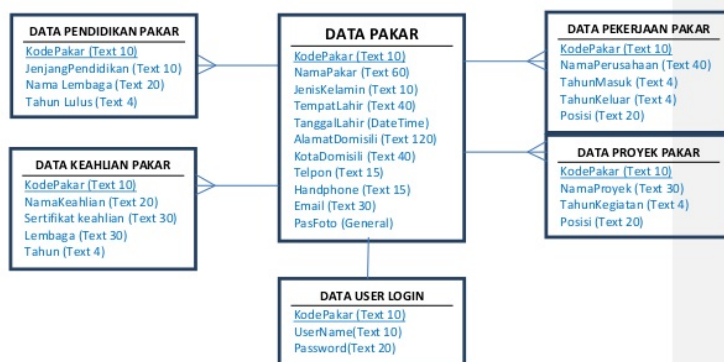 DATA PENDIDIKAN PAKAR
KodePakar (Text 10)
JenjangPendidikan (Text 10)
Nama Lembaga (Text 20)
Tahun Lulus (Text 4)
DATA KEAHLIAN PAKAR
KodePakar (Text 10)
NamaKeahlian (Text 20)
Sertifikat keahlian (Text 30)
Lembaga (Text 30)
Tahun (Text 4)
DATA PAKAR
KodePakar (Text 10)
NamaPakar (Text 60)
JenisKelamin (Text 10)
TempatLahir (Text 40)
TanggalLahir (DateTime)
AlamatDomisili (Text 120)
KotaDomisili (Text 40)
Telpon (Text 15)
Handphone (Text 15)
Email (Text 30)
PasFoto (General)
DATA USER LOGIN
KodePakar (Text 10)
UserName(Text 10)
Password(Text 20)
DATA PEKERJAAN PAKAR
KodePakar (Text 10)
NamaPerusahaan (Text 40)
TahunMasuk (Text 4)
TahunKeluar (Text 4)
Posisi (Text 20)
DATA PROYEK PAKAR
KodePakar (Text 10)
NamaProyek (Text 30)
TahunKegiatan (Text 4)
Posisi (Text 20)